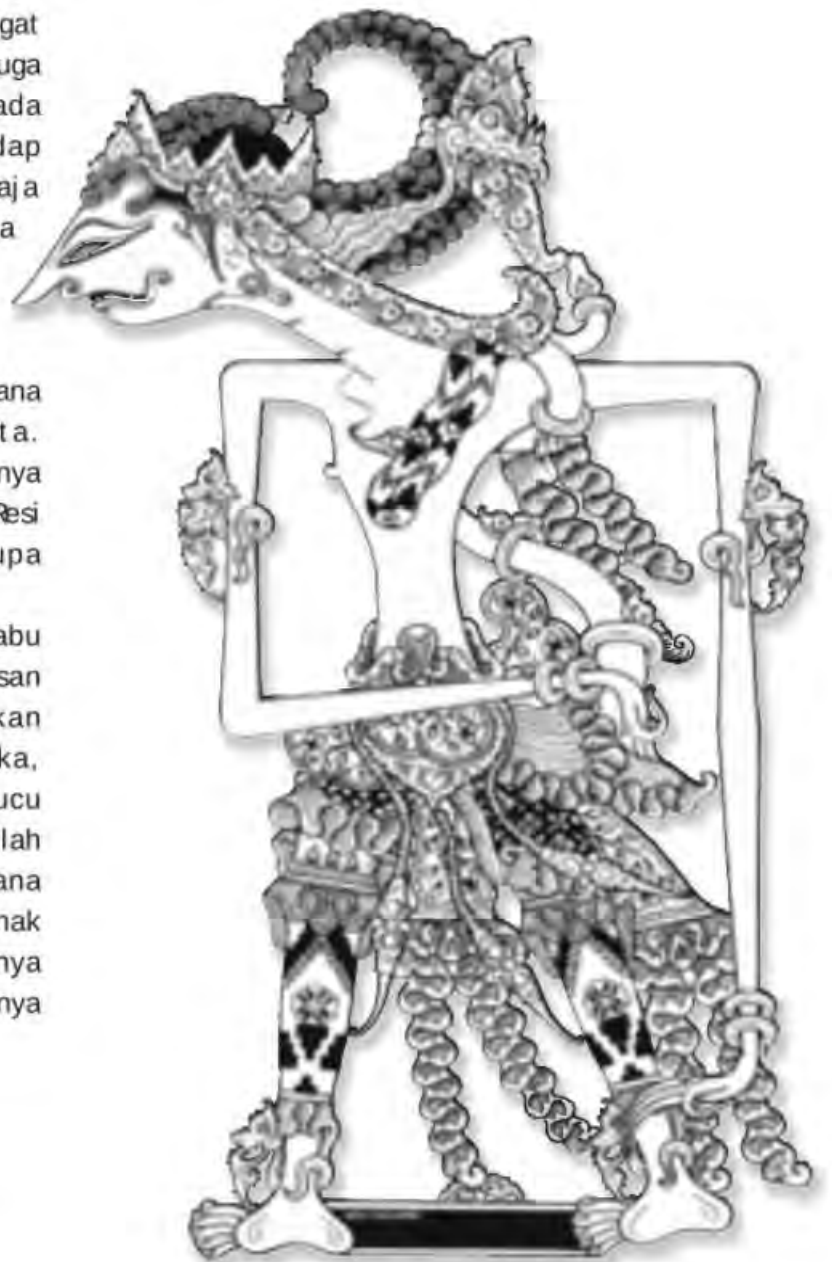 gat
uga
ada
dap
aja
a
ana
ta.
nya
Resi
upa
abu
san
kan
ka,
ucu
lah
ana
nak
nya
nya